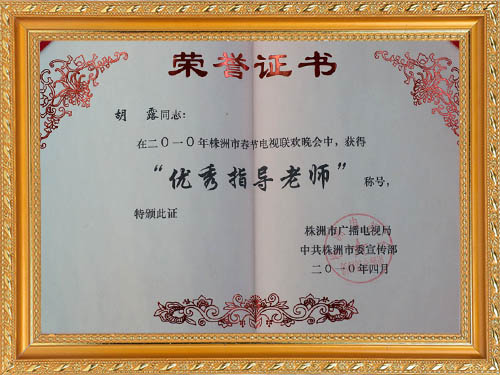 荣誉证书
胡 露同志：
在二〇一〇年株洲市春节电视联欢晚会中，获得
“优秀指导老师” 称号，
特颁此证
株洲市广播电视局
中共株洲市委宣传部
二〇一〇年四月